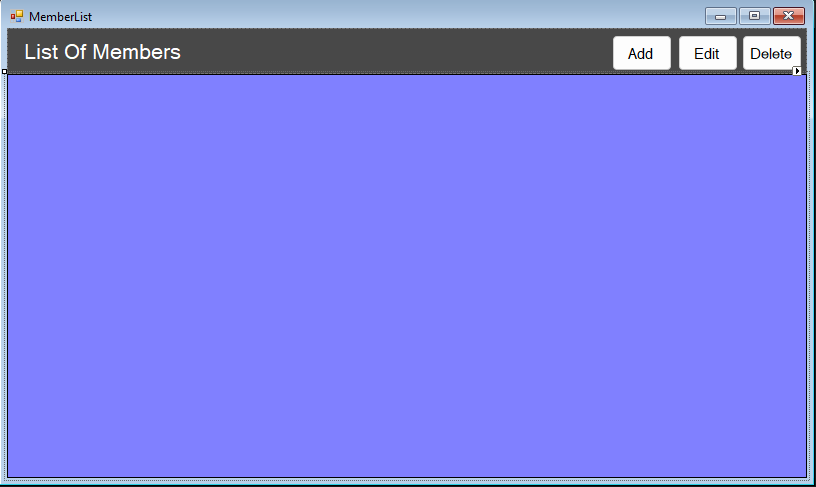 MemberList
List Of Members
Add
Edit
Delete